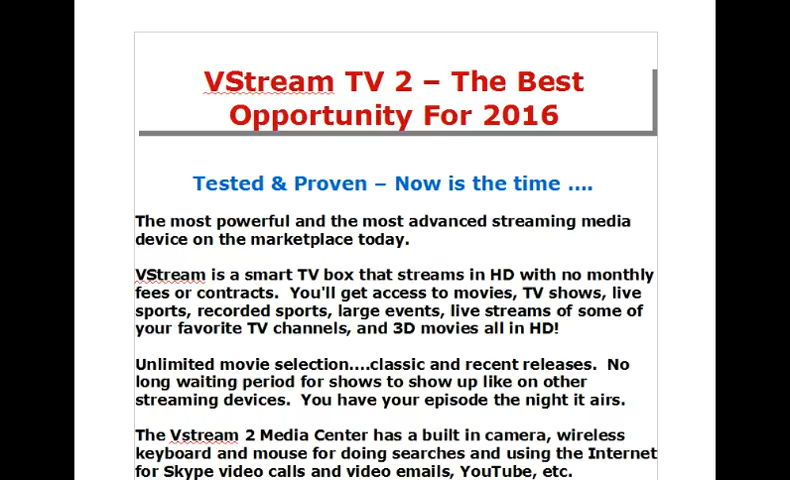 VStream TV 2 – The Best
Opportunity For 2016
Tested & Proven – Now is the time ....
The most powerful and the most advanced streaming media
device on the marketplace today.
VStream is a smart TV box that streams in HD with no monthly
fees or contracts.  You'll get access to movies, TV shows, live
sports, recorded sports, large events, live streams of some of
your favorite TV channels, and 3D movies all in HD!
Unlimited movie selection....classic and recent releases.  No
long waiting period for shows to show up like on other
streaming devices.  You have your episode the night it airs.
The Vstream 2 Media Center has a built in camera, wireless
keyboard and mouse for doing searches and using the Internet
for Skype video calls and video emails, YouTube, etc.